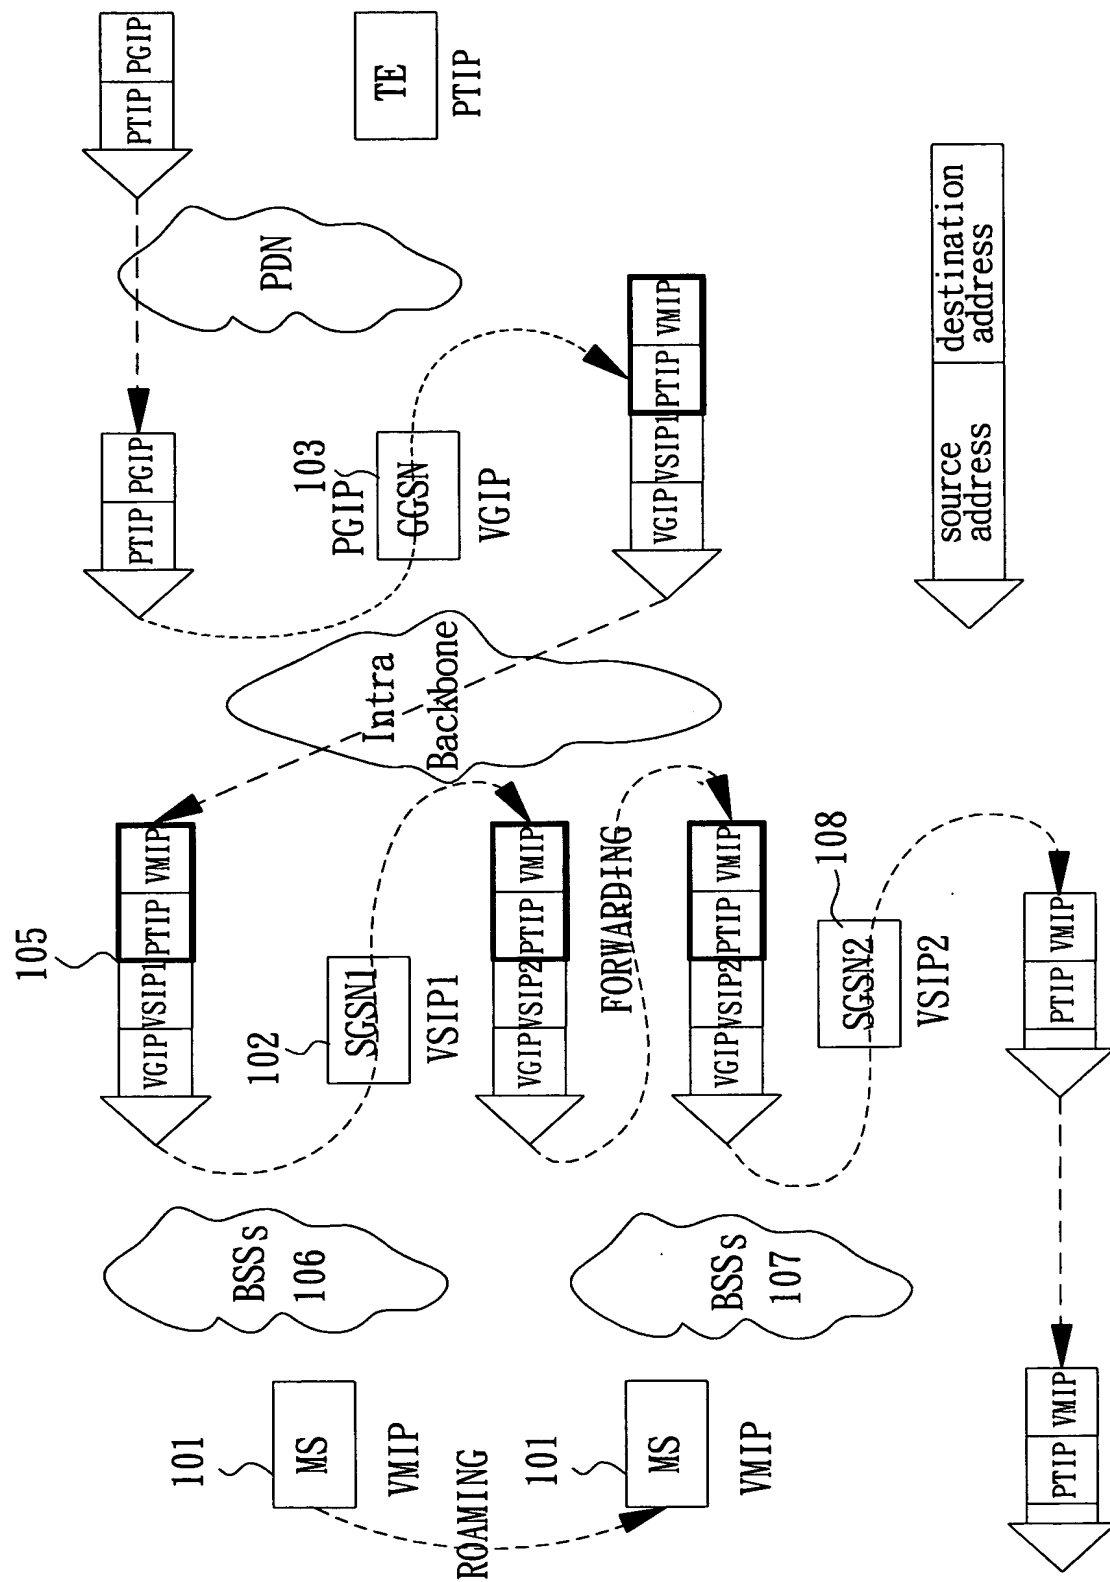 105
VGIP VSIP1 PTIP VMIP
PTIP PGIP
PTIP PGIP
101
MS
VMIP
BSSs
106
102
SGSN1
VSIP1
Intra
Backbone
103
PGIP
GGSN
VGIP
PDN
TE
PTIP
ROAMING
VGIP VSIP2 PTIP VMIP
FORWARDING
101
MS
VMIP
BSSs
107
VGIP VSIP2 PTIP VMIP
VGIP VSIP1 PTIP VMIP
108
SGSN2
VSIP2
PTIP VMIP
PTIP VMIP
source
address
destination
address